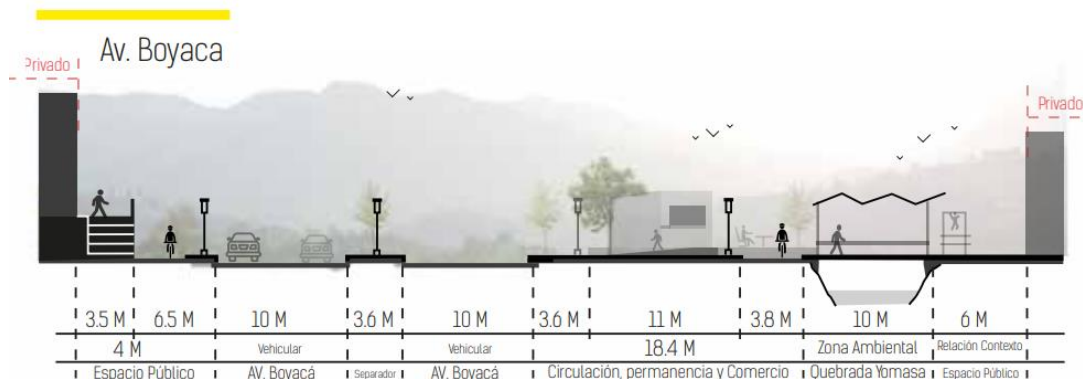 Av. Boyaca
Privado
Privado
3.5 M 6.5 M 10 M 3.6 M 10 M 3.6 M 11 M 3.8 M 10 M 6 M
4 M Vehicular Vehicular 18.4 M Zona Ambiental Relación Contexto
Espacio Público AV. Boyacá Separador AV. Boyacá Circulación, permanencia y Comercio Quebrada Yomasa Espacio Público